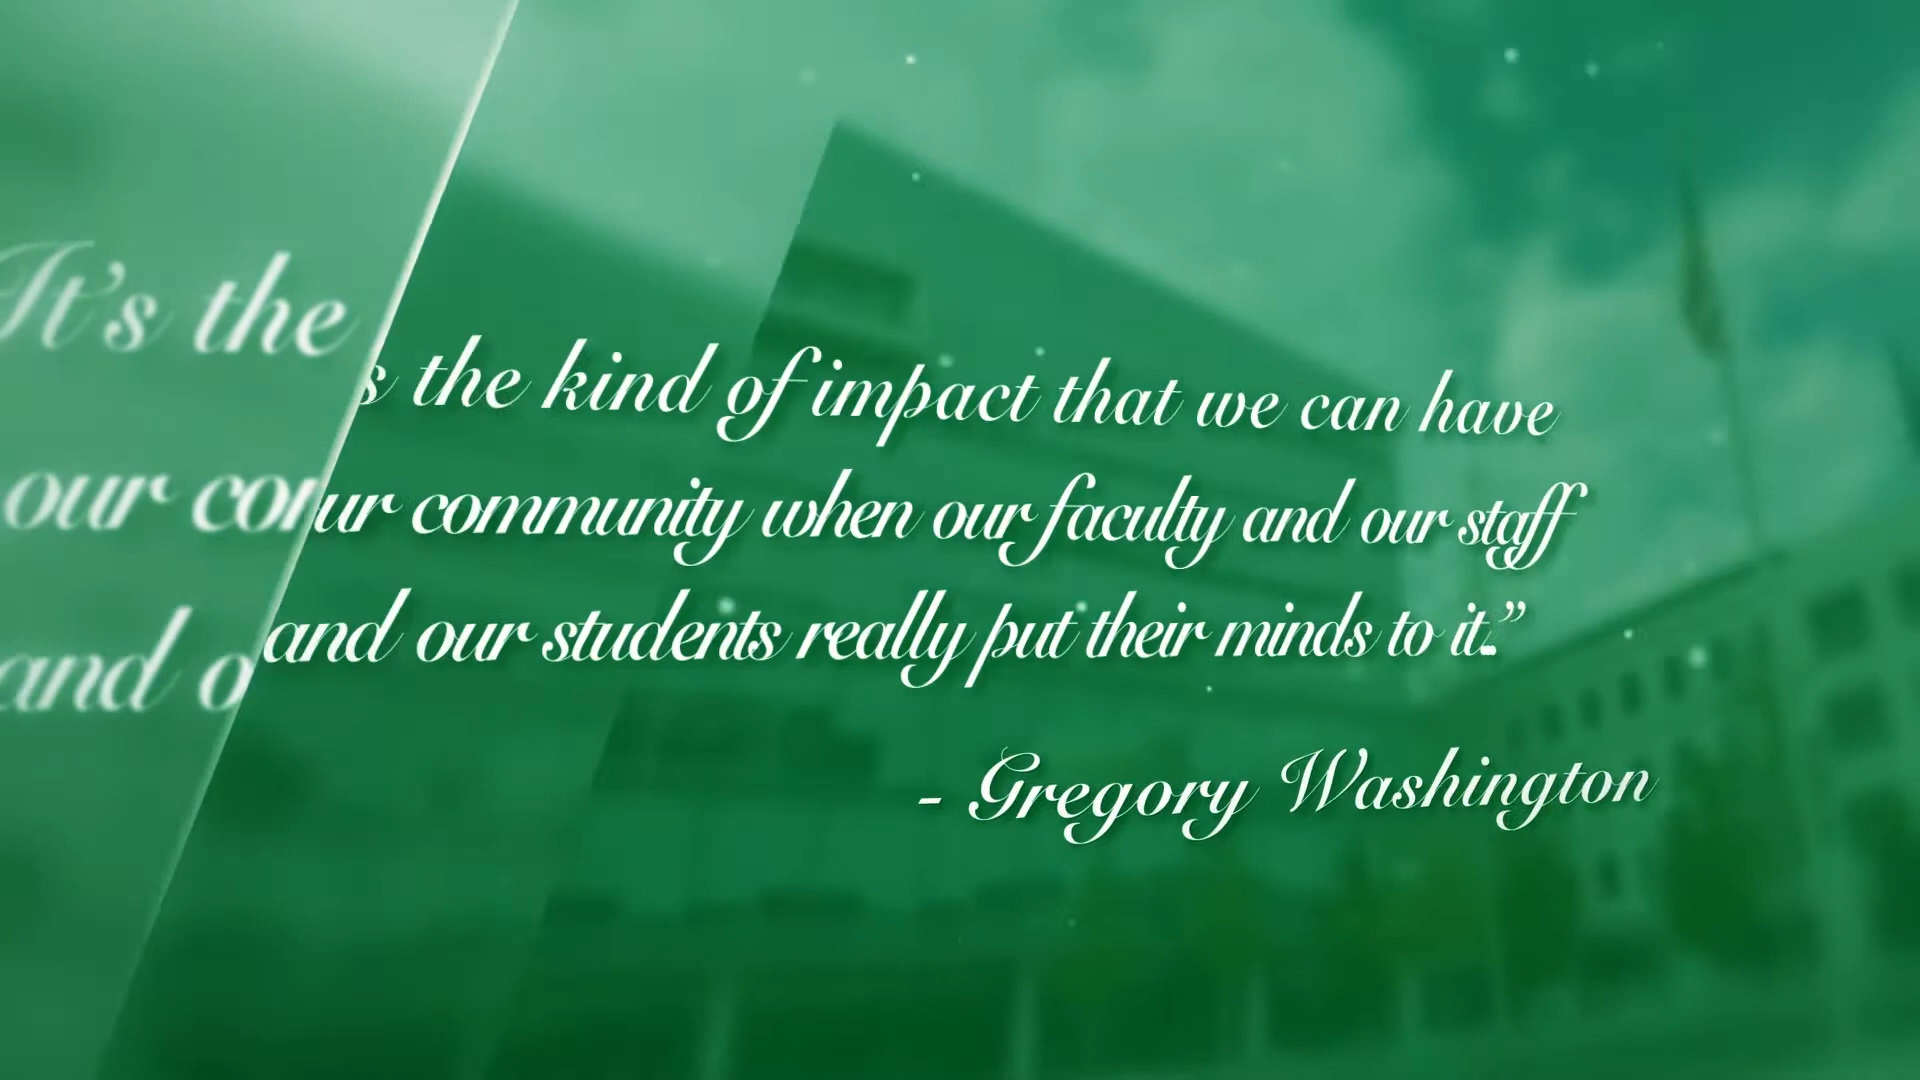 It's the
s the kind of impact that we can have
our cor
ur community when our faculty and our staff
and o
and our students really put their minds to it..."
- Gregory Washington